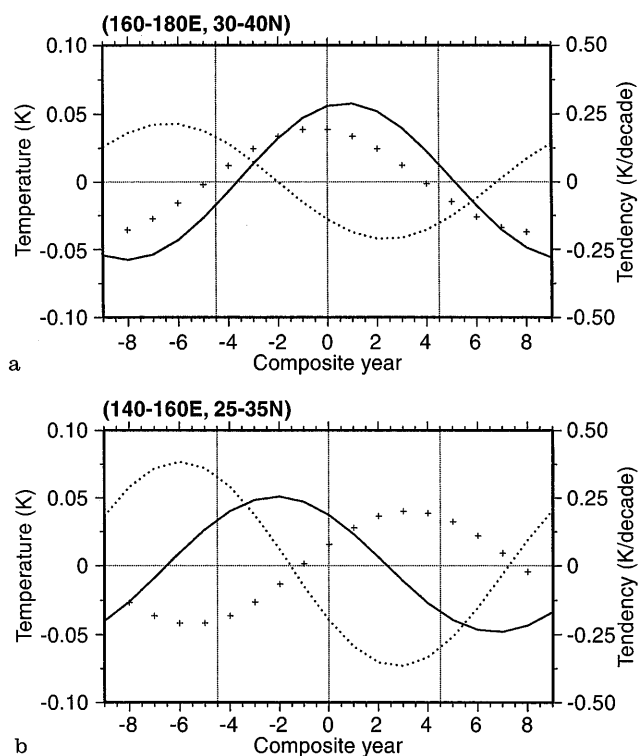 (160-180E, 30-40N)
Temperature (K)
0.10
0.05
0
-0.05
-0.10
0.50
0.25
0
-0.25
-0.50
Tendency (K/decade)
-8 -6 -4 -2 0 2 4 6 8
Composite year
a
(140-160E, 25-35N)
Temperature (K)
0.10
0.05
0
-0.05
-0.10
0.50
0.25
0
-0.25
-0.50
Tendency (K/decade)
-8 -6 -4 -2 0 2 4 6 8
Composite year
b